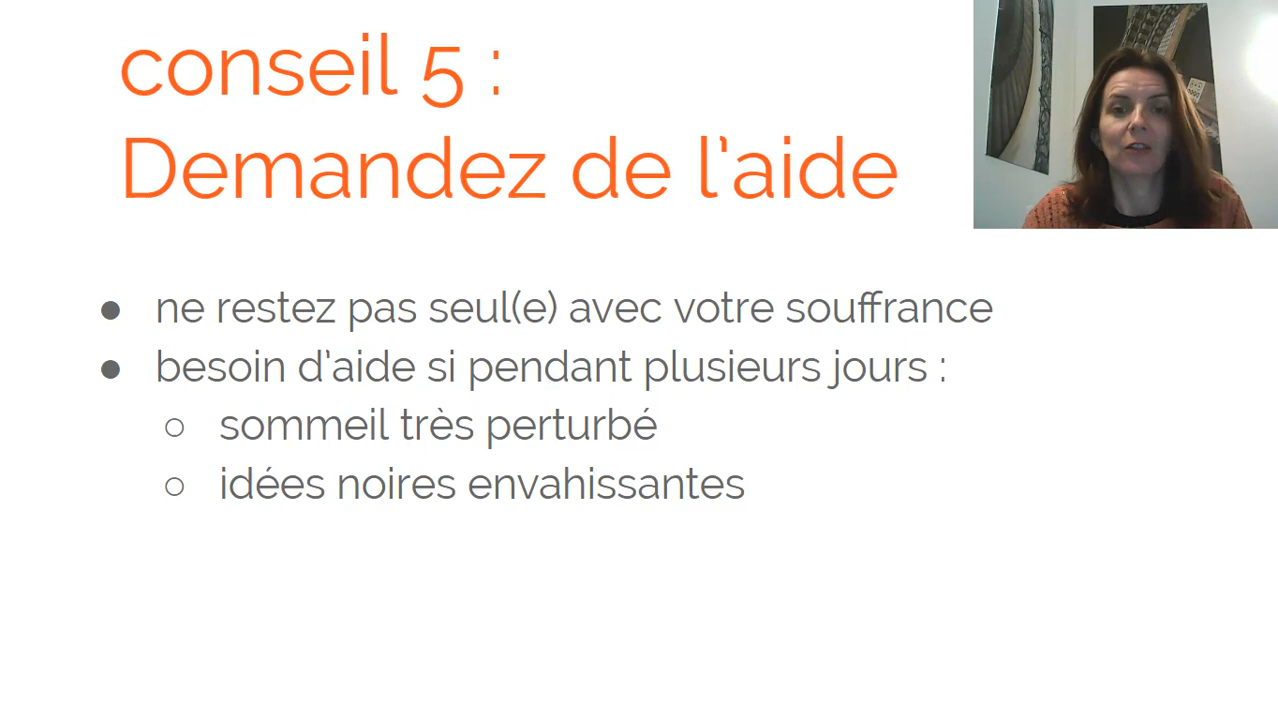 conseil 5 :
Demandez de l'aide
● ne restez pas seul(e) avec votre souffrance
● besoin d'aide si pendant plusieurs jours :
○ sommeil très perturbé
○ idées noires envahissantes